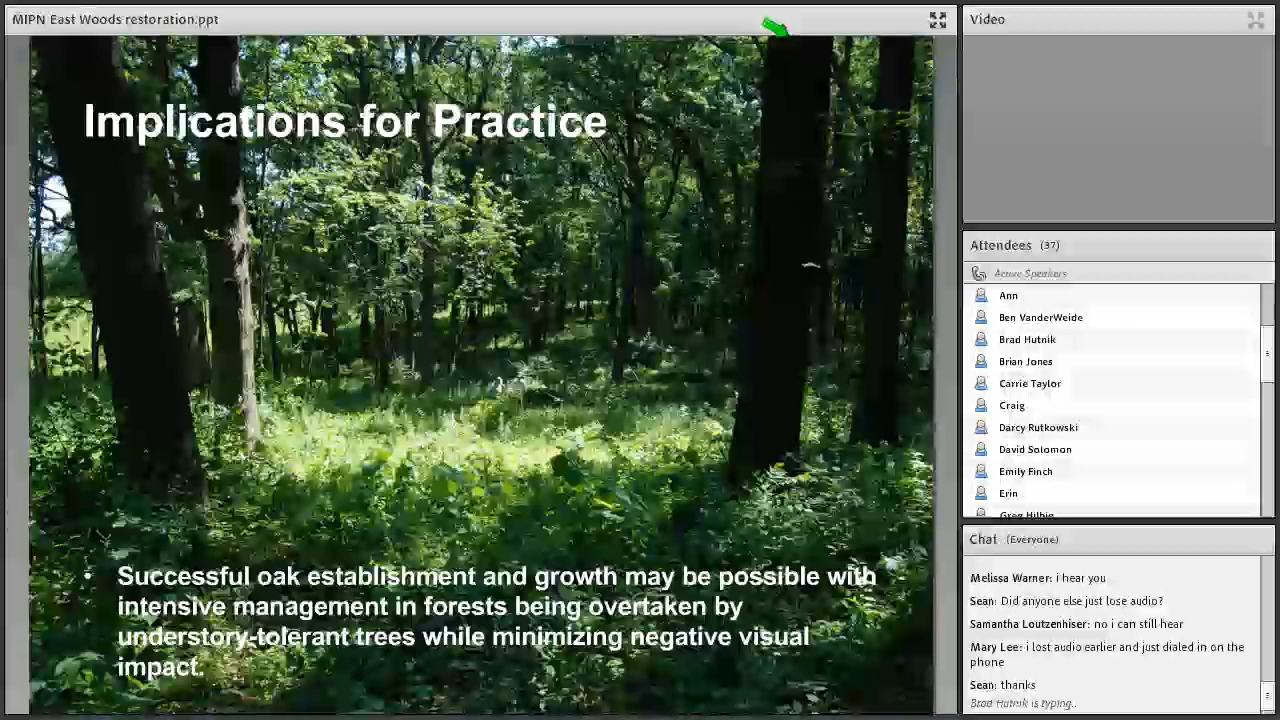 MIPN East Woods restoration.ppt
Implications for Practice
• Successful oak establishment and growth may be possible with
intensive management in forests being overtaken by
understory-tolerant trees while minimizing negative visual
impact.
Video
Attendees (37)
Active Speakers
Ann
Ben VanderWeide
Brad Hutnik
Brian Jones
Carrie Taylor
Craig
Darcy Rutkowski
David Solomon
Emily Finch
Erin
Greg Hilbig
Chat (Everyone)
Melissa Warner: i hear you
Sean: Did anyone else just lose audio?
Samantha Loutzenhiser: no i can still hear
Mary Lee: i lost audio earlier and just dialed in on the
phone
Sean: thanks
Brad Hutnik is typing..